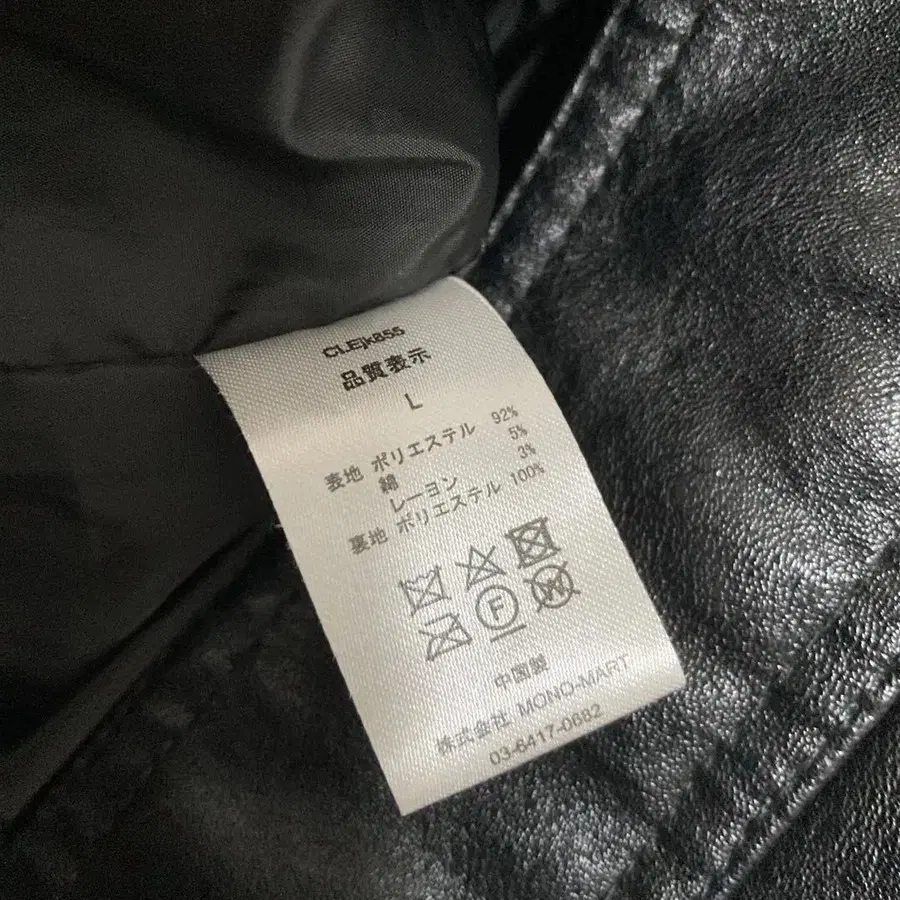 CLEjk855
品質表示
L
表地 ポリエステル 92%
綿 5%
レーヨン 3%
裏地 ポリエステル 100%
F W
中国製
株式会社 MONO-MART
03-6417-0682